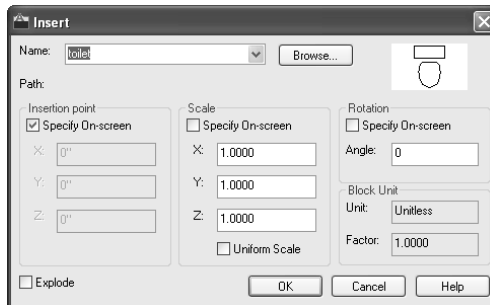 Insert
Name: toilet Browse...
Path:
Insertion point Scale Rotation
Specify On-screen Specify On-screen Specify On-screen
X: 0" X: 1.0000 Angle: 0
Y: 0" Y: 1.0000 Block Unit
Z: 0" Z: 1.0000 Unit: Unitless
Uniform Scale Factor: 1.0000
Explode OK Cancel Help